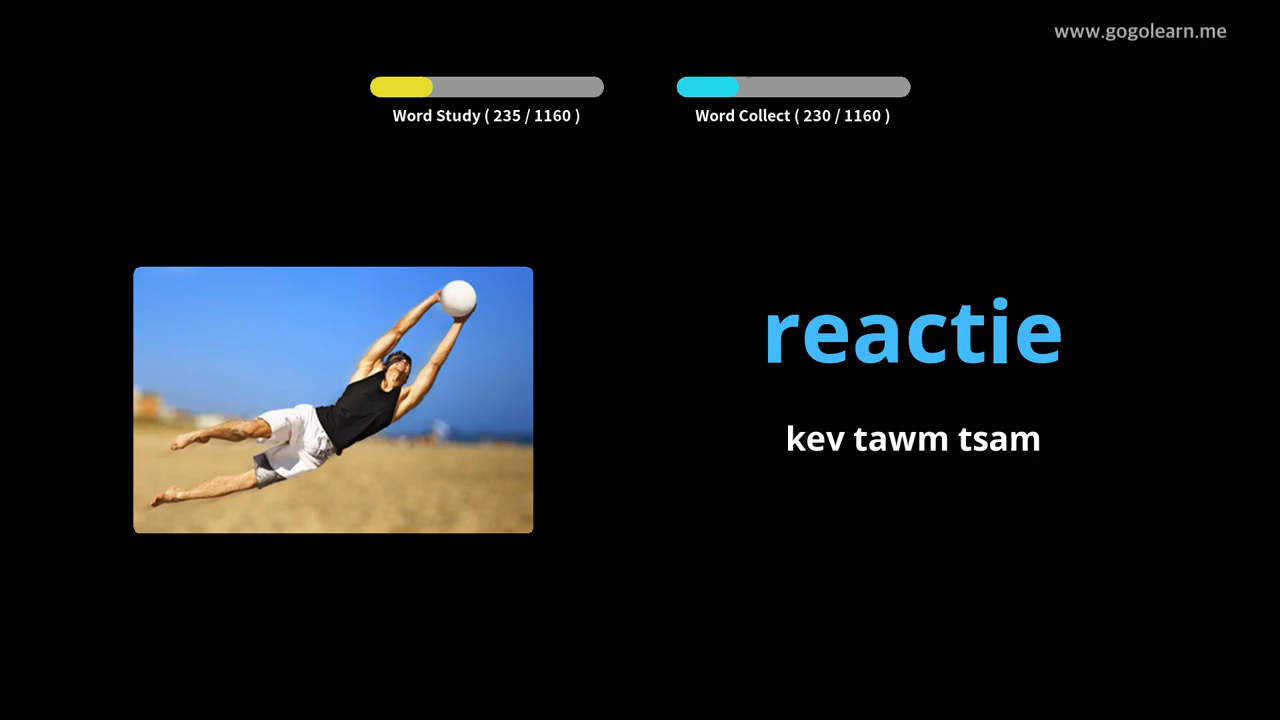 www.gogolearn.me
Word Study ( 235 / 1160 )
Word Collect ( 230 / 1160 )
reactie
kev tawm tsam